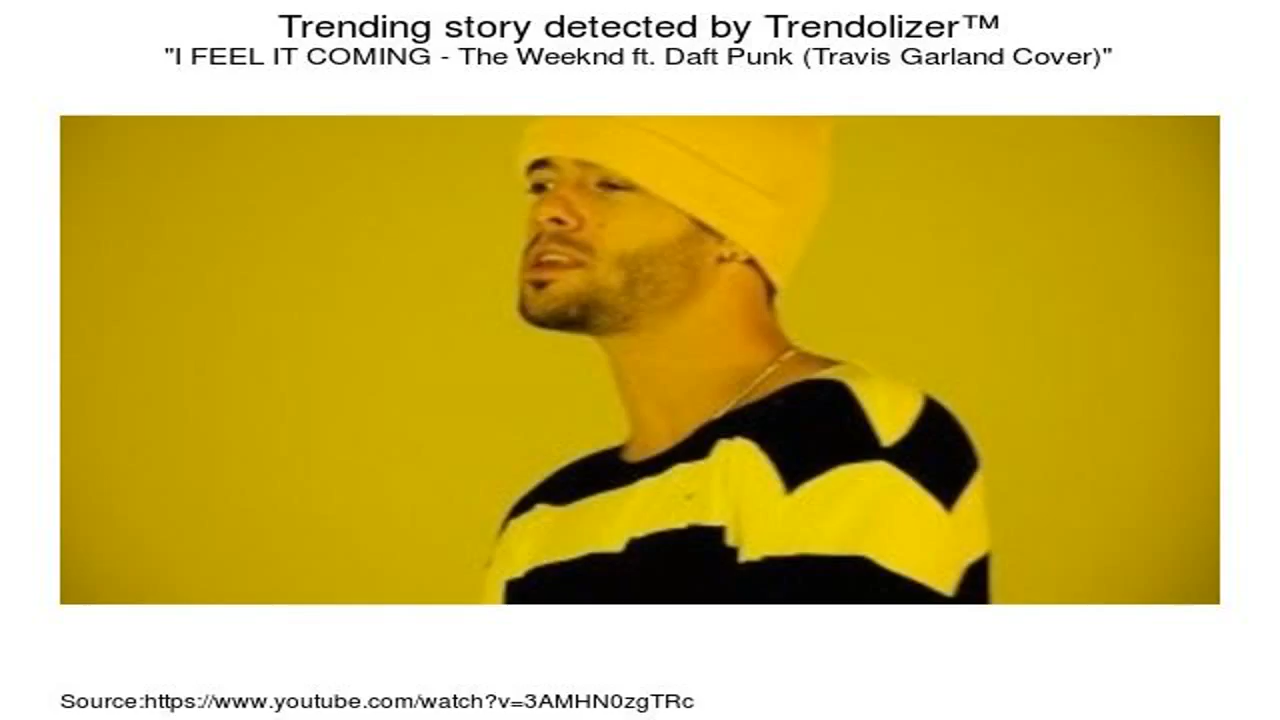 Trending story detected by Trendolizer™
"I FEEL IT COMING - The Weeknd ft. Daft Punk (Travis Garland Cover)"
Source:https://www.youtube.com/watch?v=3AMHN0zgTRc